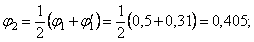 φ₂ = 1/2 (φ₁ + φ₁′) = 1/2 (0,5 + 0,31) = 0,405;